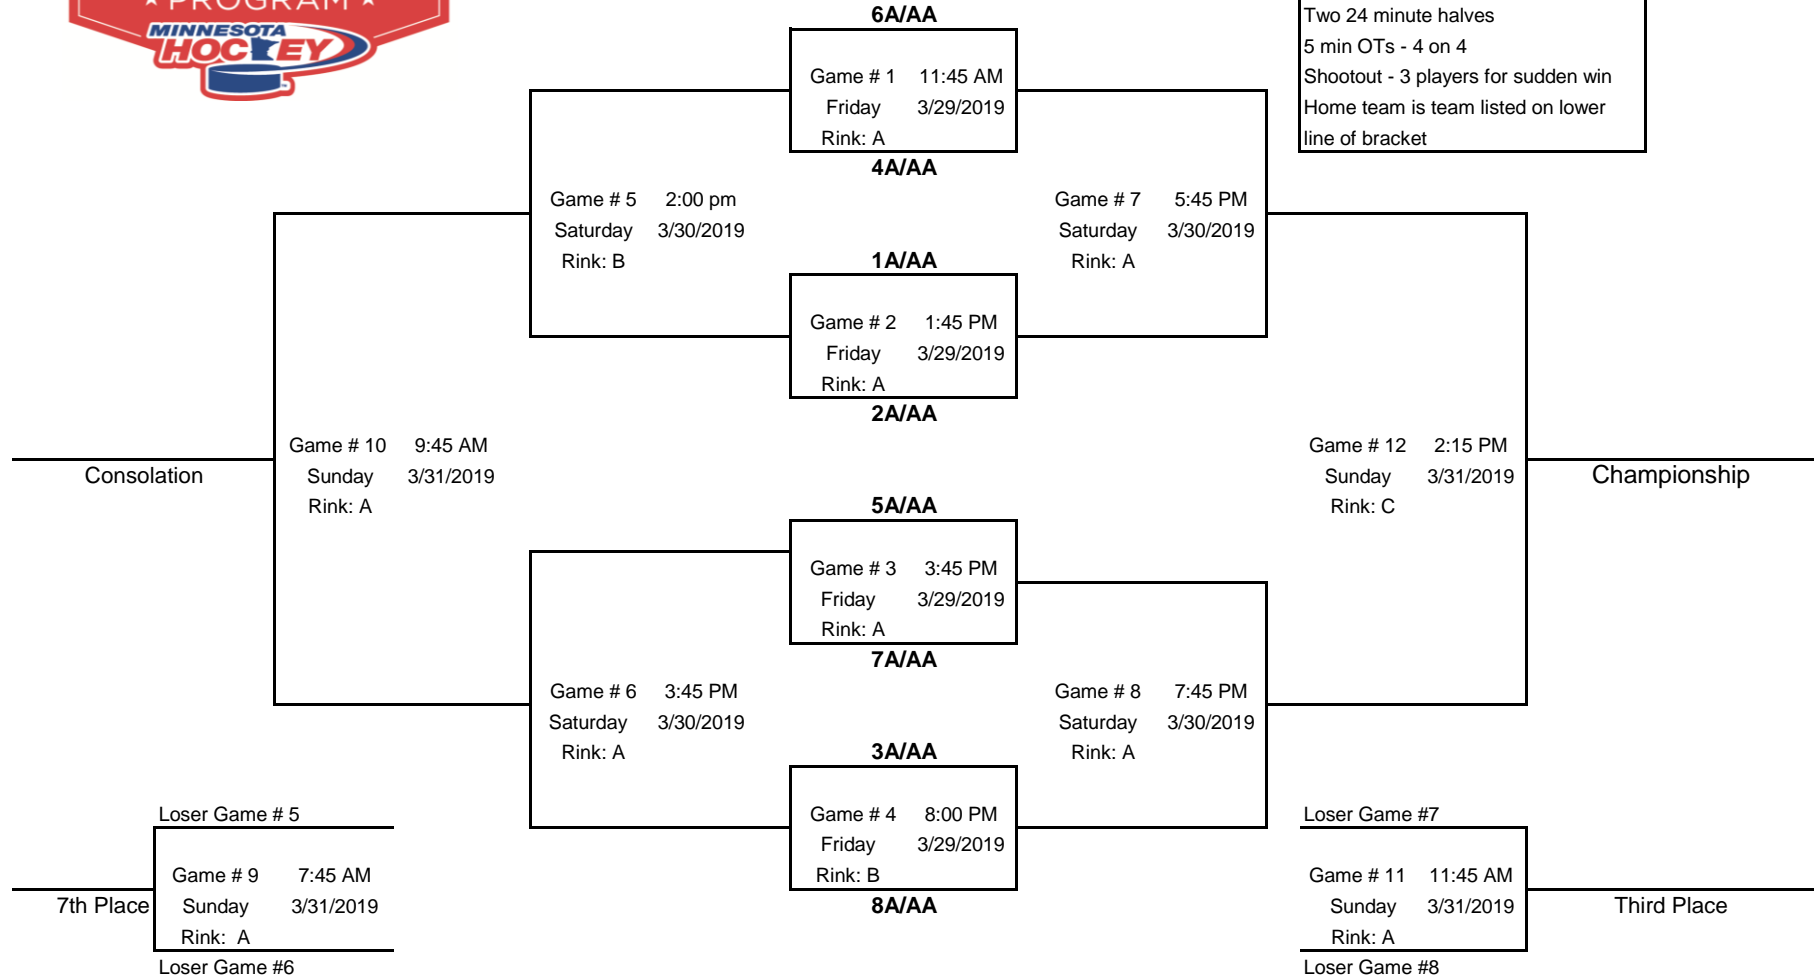 ★ PROGRAM ★
MINNESOTA
HOCKEY
Two 24 minute halves
5 min OTs - 4 on 4
Shootout - 3 players for sudden win
Home team is team listed on lower
line of bracket
6A/AA
Game # 1 11:45 AM
Friday 3/29/2019
Rink: A
4A/AA
Game # 5 2:00 pm
Saturday 3/30/2019
Rink: B
Game # 7 5:45 PM
Saturday 3/30/2019
Rink: A
1A/AA
Game # 2 1:45 PM
Friday 3/29/2019
Rink: A
2A/AA
Game # 10 9:45 AM
Sunday 3/31/2019
Rink: A
Consolation
Game # 12 2:15 PM
Sunday 3/31/2019
Rink: C
Championship
5A/AA
Game # 3 3:45 PM
Friday 3/29/2019
Rink: A
7A/AA
Game # 6 3:45 PM
Saturday 3/30/2019
Rink: A
Game # 8 7:45 PM
Saturday 3/30/2019
Rink: A
3A/AA
Game # 4 8:00 PM
Friday 3/29/2019
Rink: B
8A/AA
Loser Game # 5
Game # 9 7:45 AM
Sunday 3/31/2019
Rink: A
7th Place
Loser Game #6
Loser Game #7
Game # 11 11:45 AM
Sunday 3/31/2019
Rink: A
Third Place
Loser Game #8